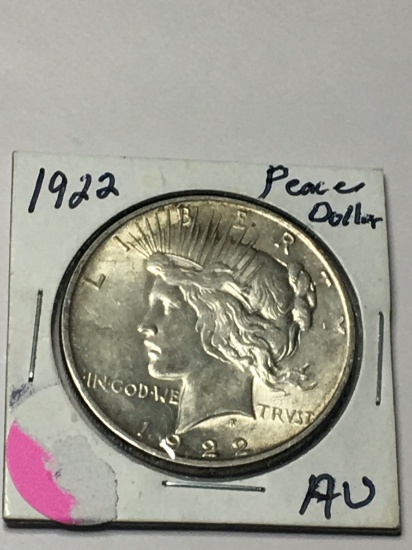 1922 Peace
Dollar
LIBERTY
IN·GOD·WE TRVST
1922
AU